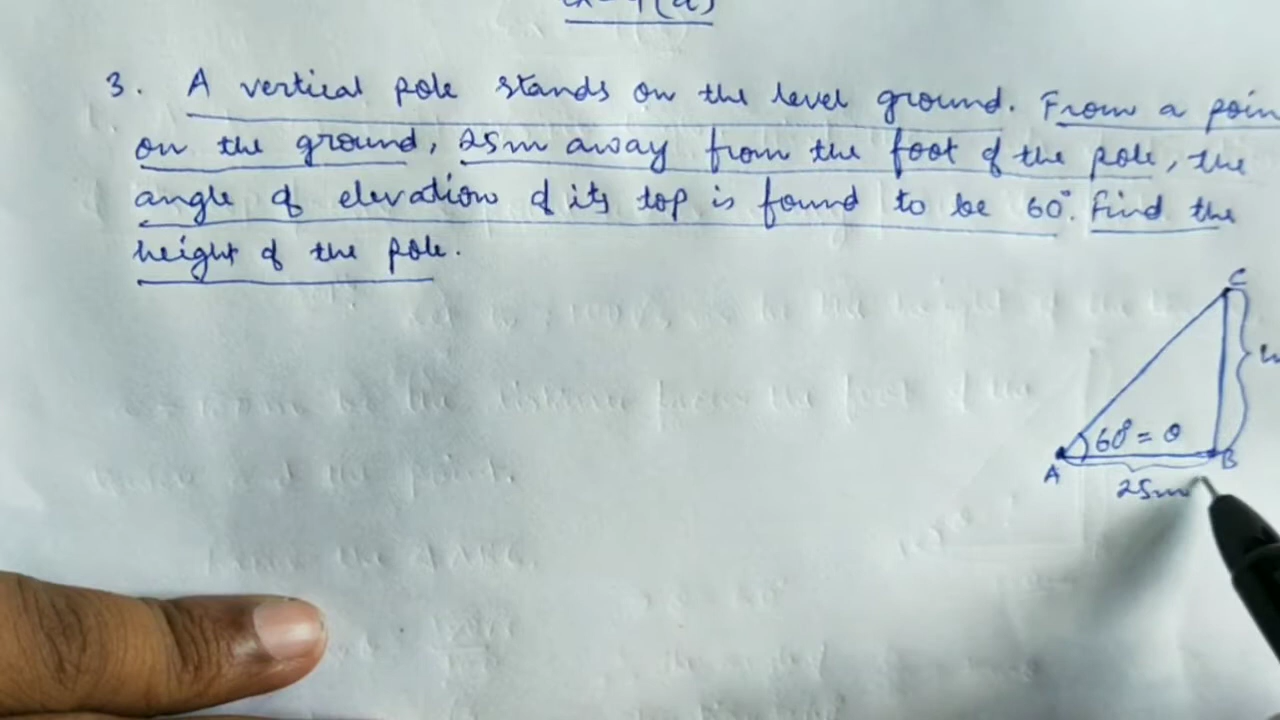 3. A vertical pole stands on the level ground. From a poin
on the ground, 25m away from the foot of the pole, the
angle of elevation of its top is found to be 60°. Find the
height of the pole.
C
60° = θ
A
B
25m